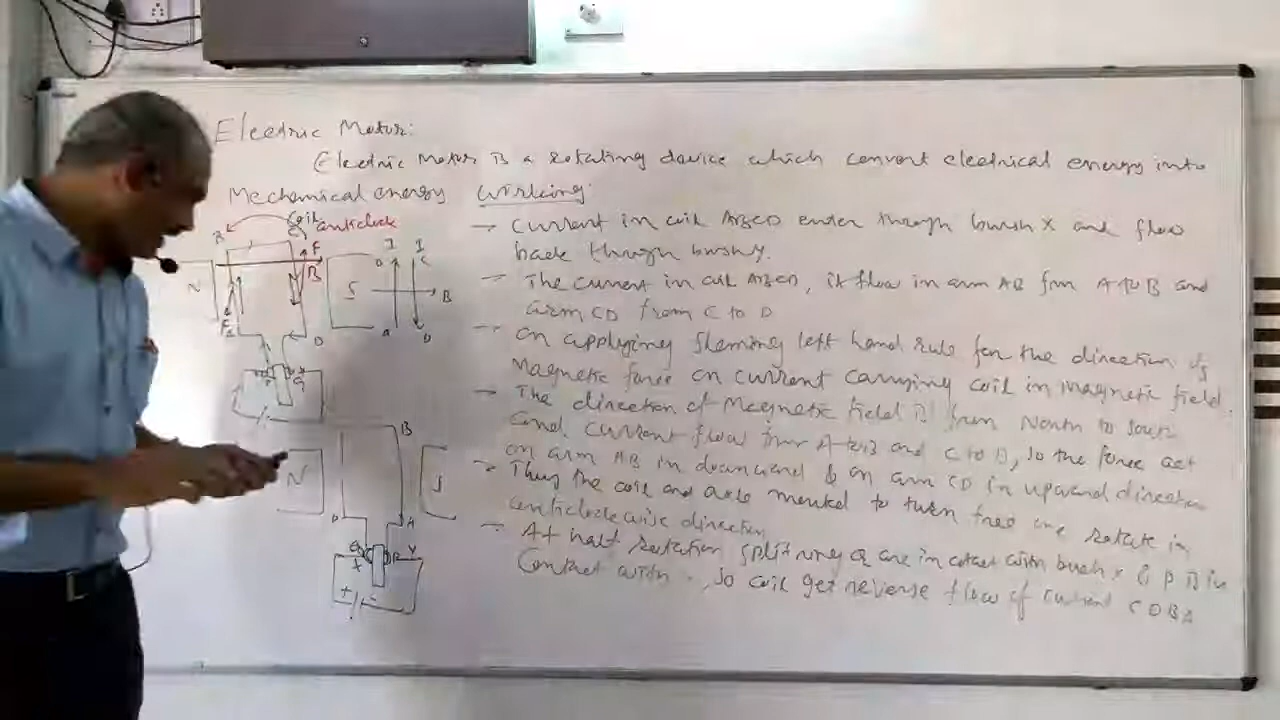 Electric Motor:
Electric Motor is a rotating device which convert electrical energy into
Mechanical energy
Working:
→ Current in coil ABCD enter through bursh X and flow
back through bursh Y.
→ The current in coil ABCD, it flow in arm AB from A to B and
arm CD from C to D
→ on applying fleming left hand rule for the direction of
Magnetic force on current carrying coil in magnetic field.
→ The direction of Magnetic field is from North to South
and current flow from A to B and C to D, so the force act
on arm AB in downward & on arm CD in upward direction
→ Thus the coil and axle to turn free rotate in
anticlockwise direction
→ At half rotation split ring Q are in contact with bursh X & P is in
Contact with , so coil get reverse flow of current CDBA
Coil
anticlock
B
F
B
N
S
I
I
D
C
B
A
D
D
B
N
S
D
A
Q
X
R
Y
+
-